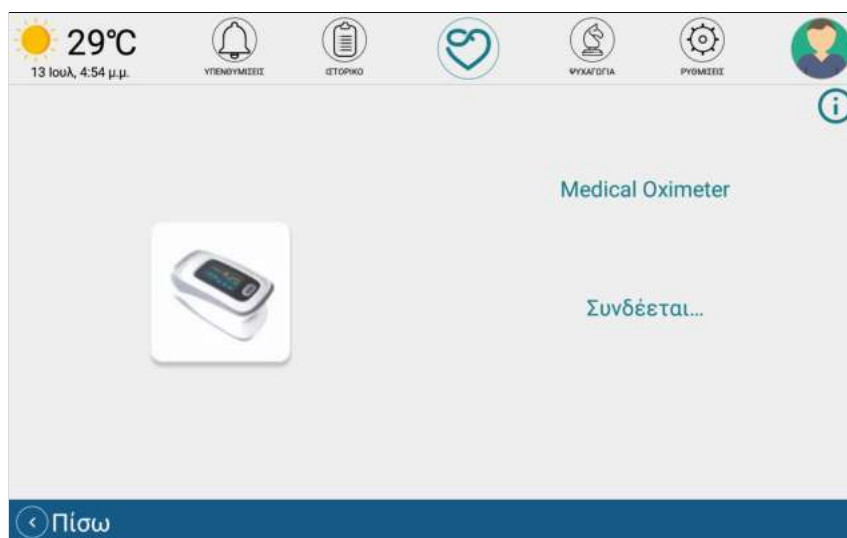 29°C
13 Ιουλ, 4:54 μ.μ.
ΥΠΕΝΘΥΜΙΣΕΙΣ
ΙΣΤΟΡΙΚΟ
ΨΥΧΑΓΩΓΙΑ
ΡΥΘΜΙΣΕΙΣ
Medical Oximeter
Συνδέεται...
Πίσω